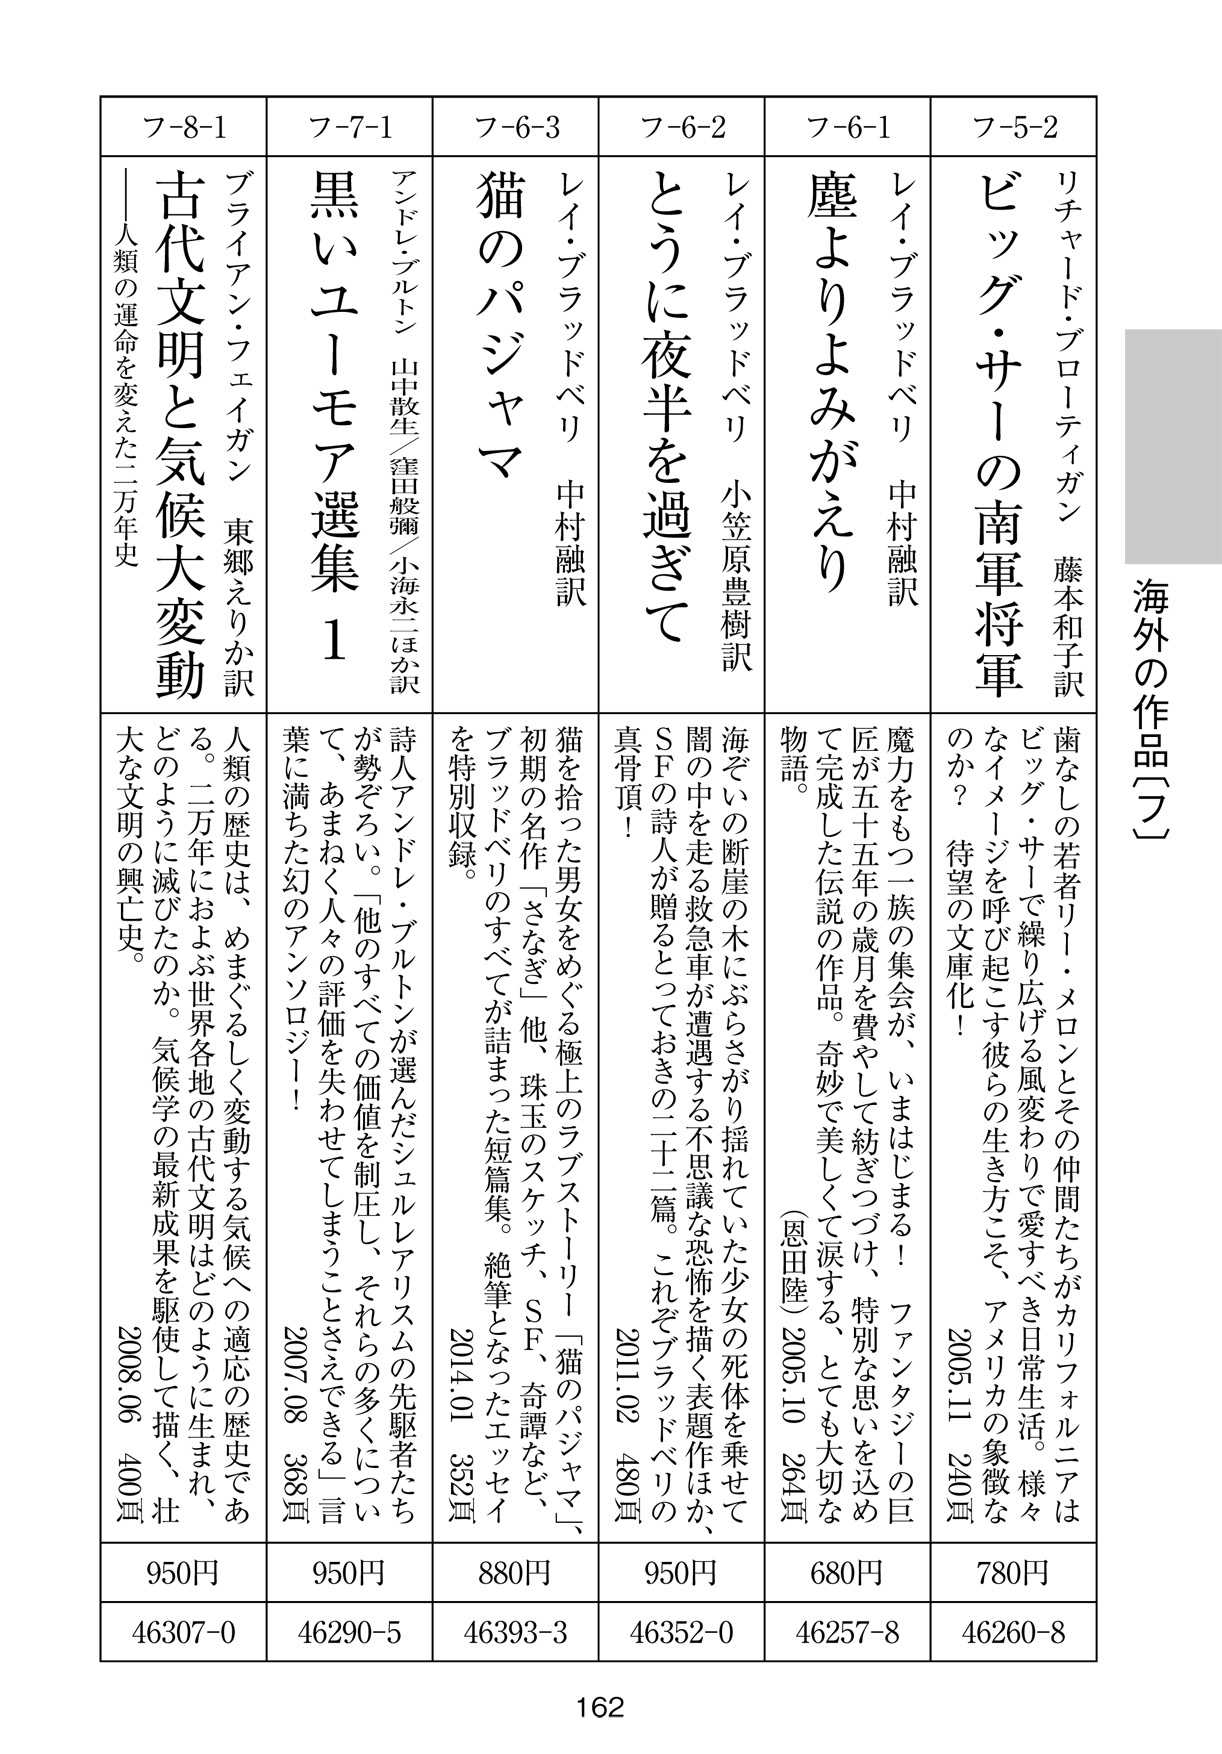 海外の作品〔フ〕
フ-5-2
リチャード・ブローティガン　藤本和子訳
ビッグ・サーの南軍将軍
歯なしの若者リー・メロンとその仲間たちがカリフォルニアは
ビッグ・サーで繰り広げる風変わりで愛すべき日常生活。様々
なイメージを呼び起こす彼らの生き方こそ、アメリカの象徴な
のか？　待望の文庫化！
2005.11　240頁
780円
46260-8
フ-6-1
レイ・ブラッドベリ　中村融訳
塵よりよみがえり
魔力をもつ一族の集会が、いまはじまる！　ファンタジーの巨
匠が五十五年の歳月を費やして紡ぎつづけ、特別な思いを込め
て完成した伝説の作品。奇妙で美しくて涙する、とても大切な
物語。
（恩田陸）2005.10　264頁
680円
46257-8
フ-6-2
レイ・ブラッドベリ　小笠原豊樹訳
とうに夜半を過ぎて
海ぞいの断崖の木にぶらさがり揺れていた少女の死体を乗せて
闇の中を走る救急車が遭遇する不思議な恐怖を描く表題作ほか、
ＳＦの詩人が贈るとっておきの二十二篇。これぞブラッドベリの
真骨頂！
2011.02　480頁
950円
46352-0
フ-6-3
レイ・ブラッドベリ　中村融訳
猫のパジャマ
猫を拾った男女をめぐる極上のラブストーリー「猫のパジャマ」、
初期の名作「さなぎ」他、珠玉のスケッチ、ＳＦ、奇譚など、
ブラッドベリのすべてが詰まった短篇集。絶筆となったエッセイ
を特別収録。
2014.01　352頁
880円
46393-3
フ-7-1
アンドレ・ブルトン　山中散生／窪田般彌／小海永二ほか訳
黒いユーモア選集　1
詩人アンドレ・ブルトンが選んだシュルレアリスムの先駆者たち
が勢ぞろい。「他のすべての価値を制圧し、それらの多くについ
て、あまねく人々の評価を失わせてしまうことさえできる」言
葉に満ちた幻のアンソロジー！
2007.08　368頁
950円
46290-5
フ-8-1
ブライアン・フェイガン　東郷えりか訳
古代文明と気候大変動
――人類の運命を変えた二万年史
人類の歴史は、めまぐるしく変動する気候への適応の歴史であ
る。二万年におよぶ世界各地の古代文明はどのように生まれ、
どのように滅びたのか。気候学の最新成果を駆使して描く、壮
大な文明の興亡史。
2008.06　400頁
950円
46307-0
162